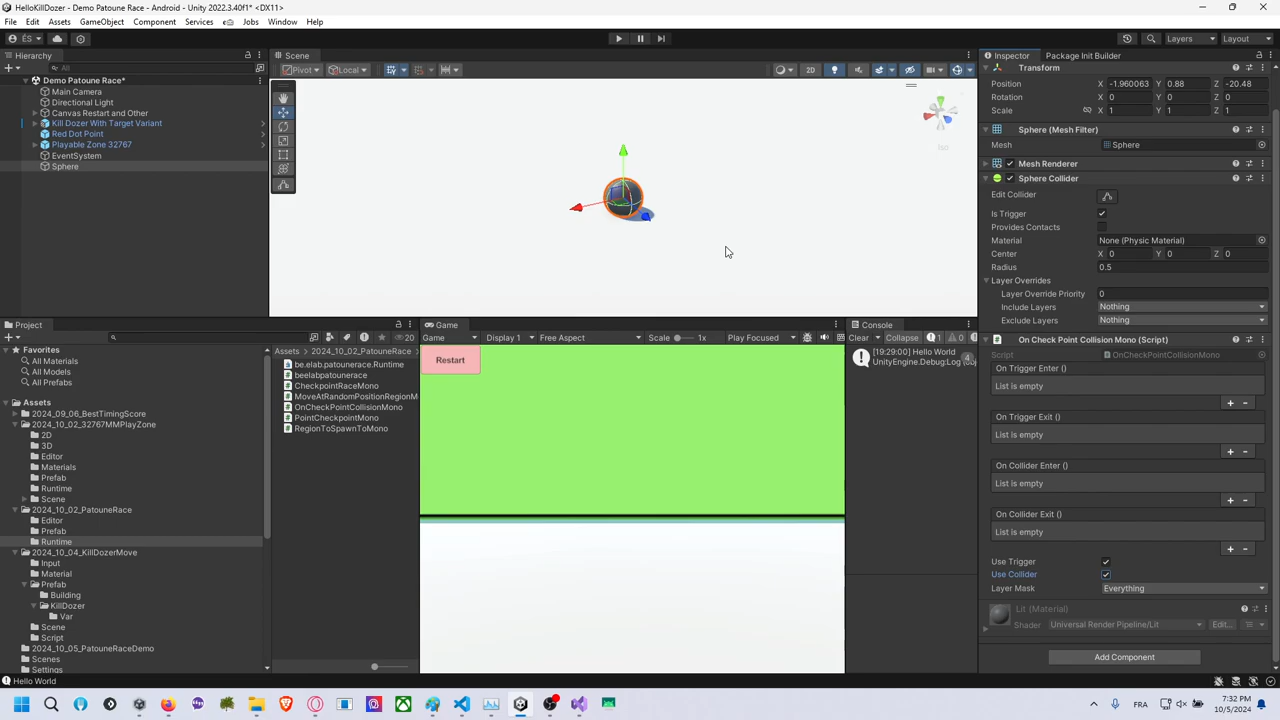 HelloKillDozer - Demo Patoune Race - Android - Unity 2022.3.40f1* <DX11>
File Edit Assets GameObject Component Services Jobs Window Help
ÉS Layers Layout
Hierarchy
All
Demo Patoune Race*
Main Camera
Directional Light
Canvas Restart and Other
Kill Dozer With Target Variant
Red Dot Point
Playable Zone 32767
EventSystem
Sphere
Scene
Pivot Local 2D
Iso
Inspector Package Init Builder
Transform
Position X -1.960063 Y 0.88 Z -20.48
Rotation X 0 Y 0 Z 0
Scale X 1 Y 1 Z 1
Sphere (Mesh Filter)
Mesh Sphere
Mesh Renderer
Sphere Collider
Edit Collider
Is Trigger
Provides Contacts
Material None (Physic Material)
Center X 0 Y 0 Z 0
Radius 0.5
Layer Overrides
Layer Override Priority 0
Include Layers Nothing
Exclude Layers Nothing
On Check Point Collision Mono (Script)
Script OnCheckPointCollisionMono
On Trigger Enter ()
List is empty
On Trigger Exit ()
List is empty
On Collider Enter ()
List is empty
On Collider Exit ()
List is empty
Use Trigger
Use Collider
Layer Mask Everything
Lit (Material)
Shader Universal Render Pipeline/Lit Edit...
Add Component
Project
20
Favorites
All Materials
All Models
All Prefabs
Assets
2024_09_06_BestTimingScore
2024_10_02_32767MMPlayZone
2D
3D
Editor
Materials
Prefab
Runtime
Scene
2024_10_02_PatouneRace
Editor
Prefab
Runtime
2024_10_04_KillDozerMove
Input
Material
Prefab
Building
KillDozer
Var
Scene
Script
2024_10_05_PatouneRaceDemo
Scenes
Settings
Assets > 2024_10_02_PatouneRace
be.elab.patounerace.Runtime
beelabpatounerace
CheckpointRaceMono
MoveAtRandomPositionRegionM
OnCheckPointCollisionMono
PointCheckpointMono
RegionToSpawnToMono
Game
Game Display 1 Free Aspect Scale 1x Play Focused
Restart
Console
Clear Collapse 1 0
[19:29:00] Hello World
UnityEngine.Debug:Log (obj
4
Hello World
FRA 7:32 PM
10/5/2024